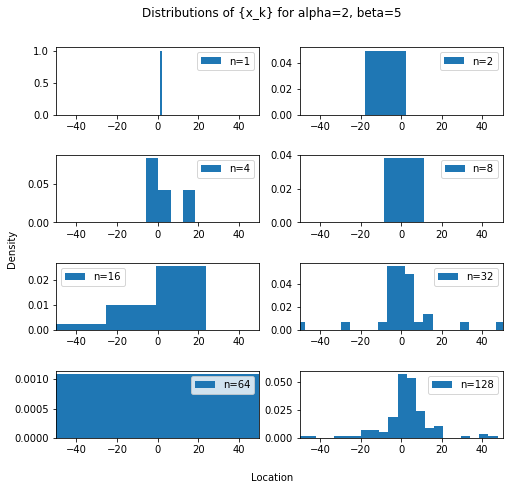 Distributions of {x_k} for alpha=2, beta=5
1.0
0.5
0.0
n=1
−40 −20 0 20 40
0.04
0.02
0.00
n=2
−40 −20 0 20 40
0.05
0.00
n=4
−40 −20 0 20 40
0.04
0.02
0.00
n=8
−40 −20 0 20 40
Density
0.02
0.01
0.00
n=16
−40 −20 0 20 40
0.04
0.02
0.00
n=32
−40 −20 0 20 40
0.0010
0.0005
0.0000
n=64
−40 −20 0 20 40
0.050
0.025
0.000
n=128
−40 −20 0 20 40
Location